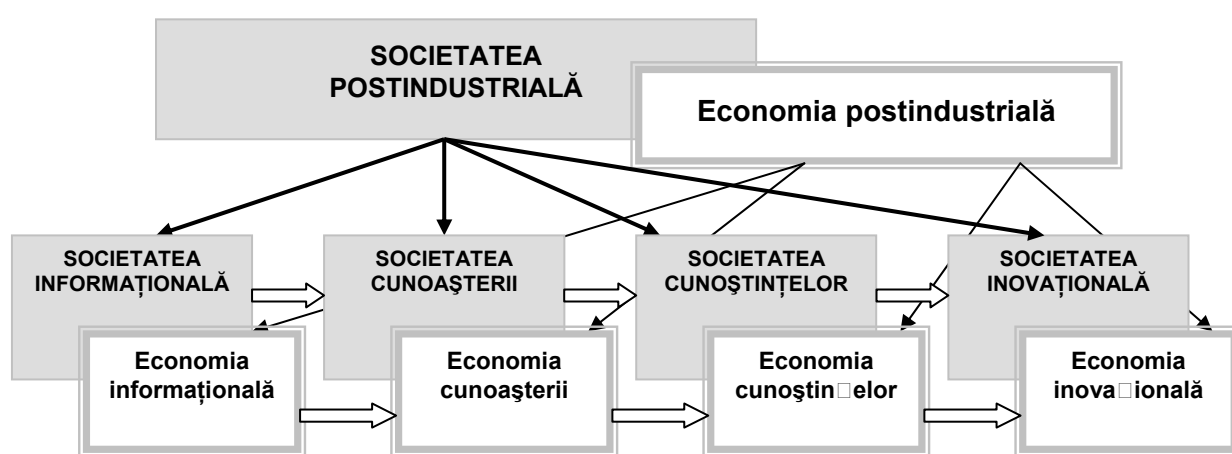 SOCIETATEA
POSTINDUSTRIALĂ
Economia postindustrială
SOCIETATEA
INFORMAȚIONALĂ
SOCIETATEA
CUNOAŞTERII
SOCIETATEA
CUNOŞTINȚELOR
SOCIETATEA
INOVAȚIONALĂ
Economia
informațională
Economia
cunoaşterii
Economia
cunoştin□elor
Economia
inova□ională